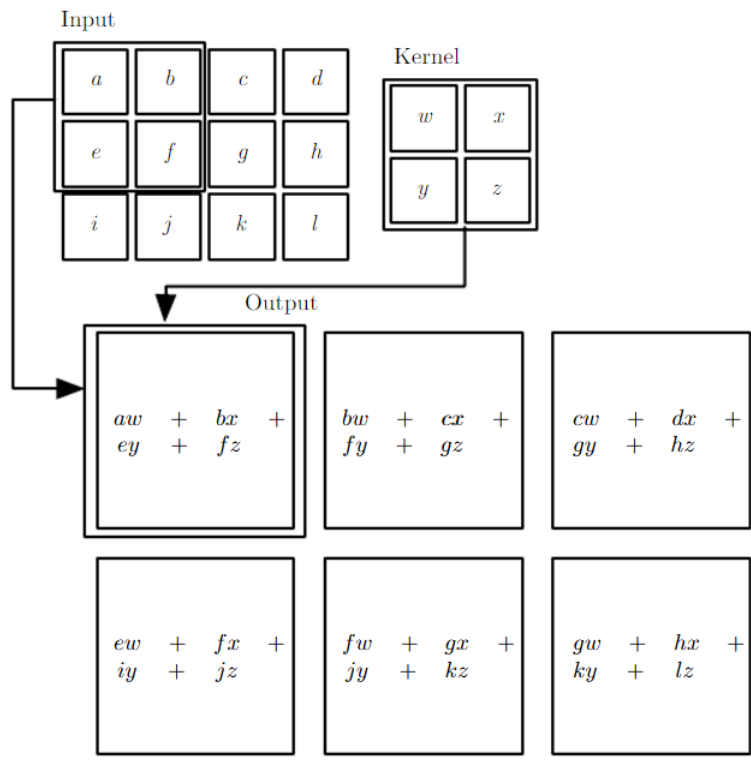 Input
a b c d
e f g h
i j k l
Kernel
w x
y z
Output
aw + bx +
ey + fz
bw + cx +
fy + gz
cw + dx +
gy + hz
ew + fx +
iy + jz
fw + gx +
jy + kz
gw + hx +
ky + lz